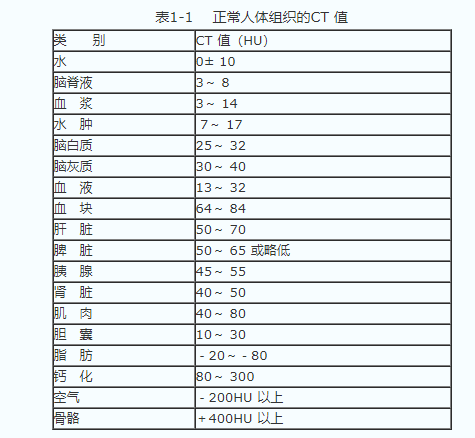 表1-1 正常人体组织的CT 值
类 别 CT 值（HU）
水 0± 10
脑脊液 3～ 8
血 浆 3～ 14
水 肿 7～ 17
脑白质 25～ 32
脑灰质 30～ 40
血 液 13～ 32
血 块 64～ 84
肝 脏 50～ 70
脾 脏 50～ 65 或略低
胰 腺 45～ 55
肾 脏 40～ 50
肌 肉 40～ 80
胆 囊 10～ 30
脂 肪 －20～－80
钙 化 80～ 300
空气 －200HU 以上
骨骼 ＋400HU 以上